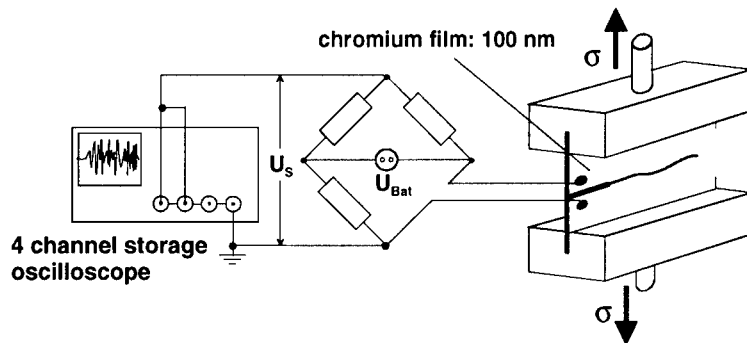 chromium film: 100 nm
σ
U_S
U_Bat
4 channel storage
oscilloscope
σ